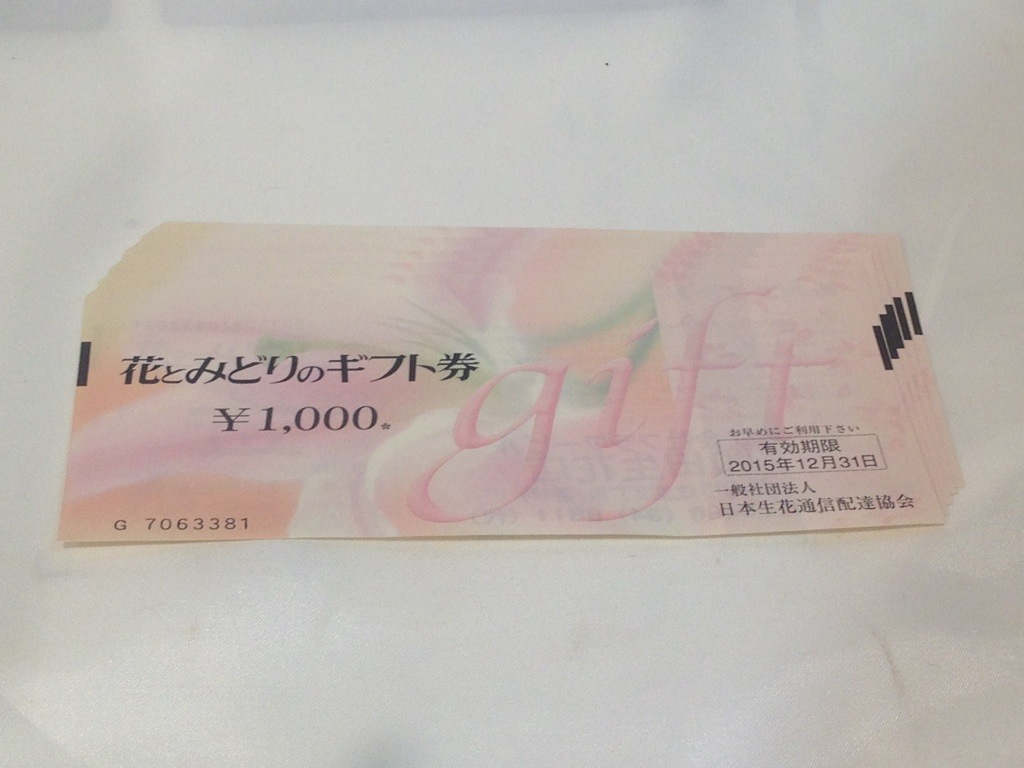 花とみどりのギフト券
¥1,000*
gift
お早めにご利用下さい
有効期限
2015年12月31日
一般社団法人
日本生花通信配達協会
G 7063381